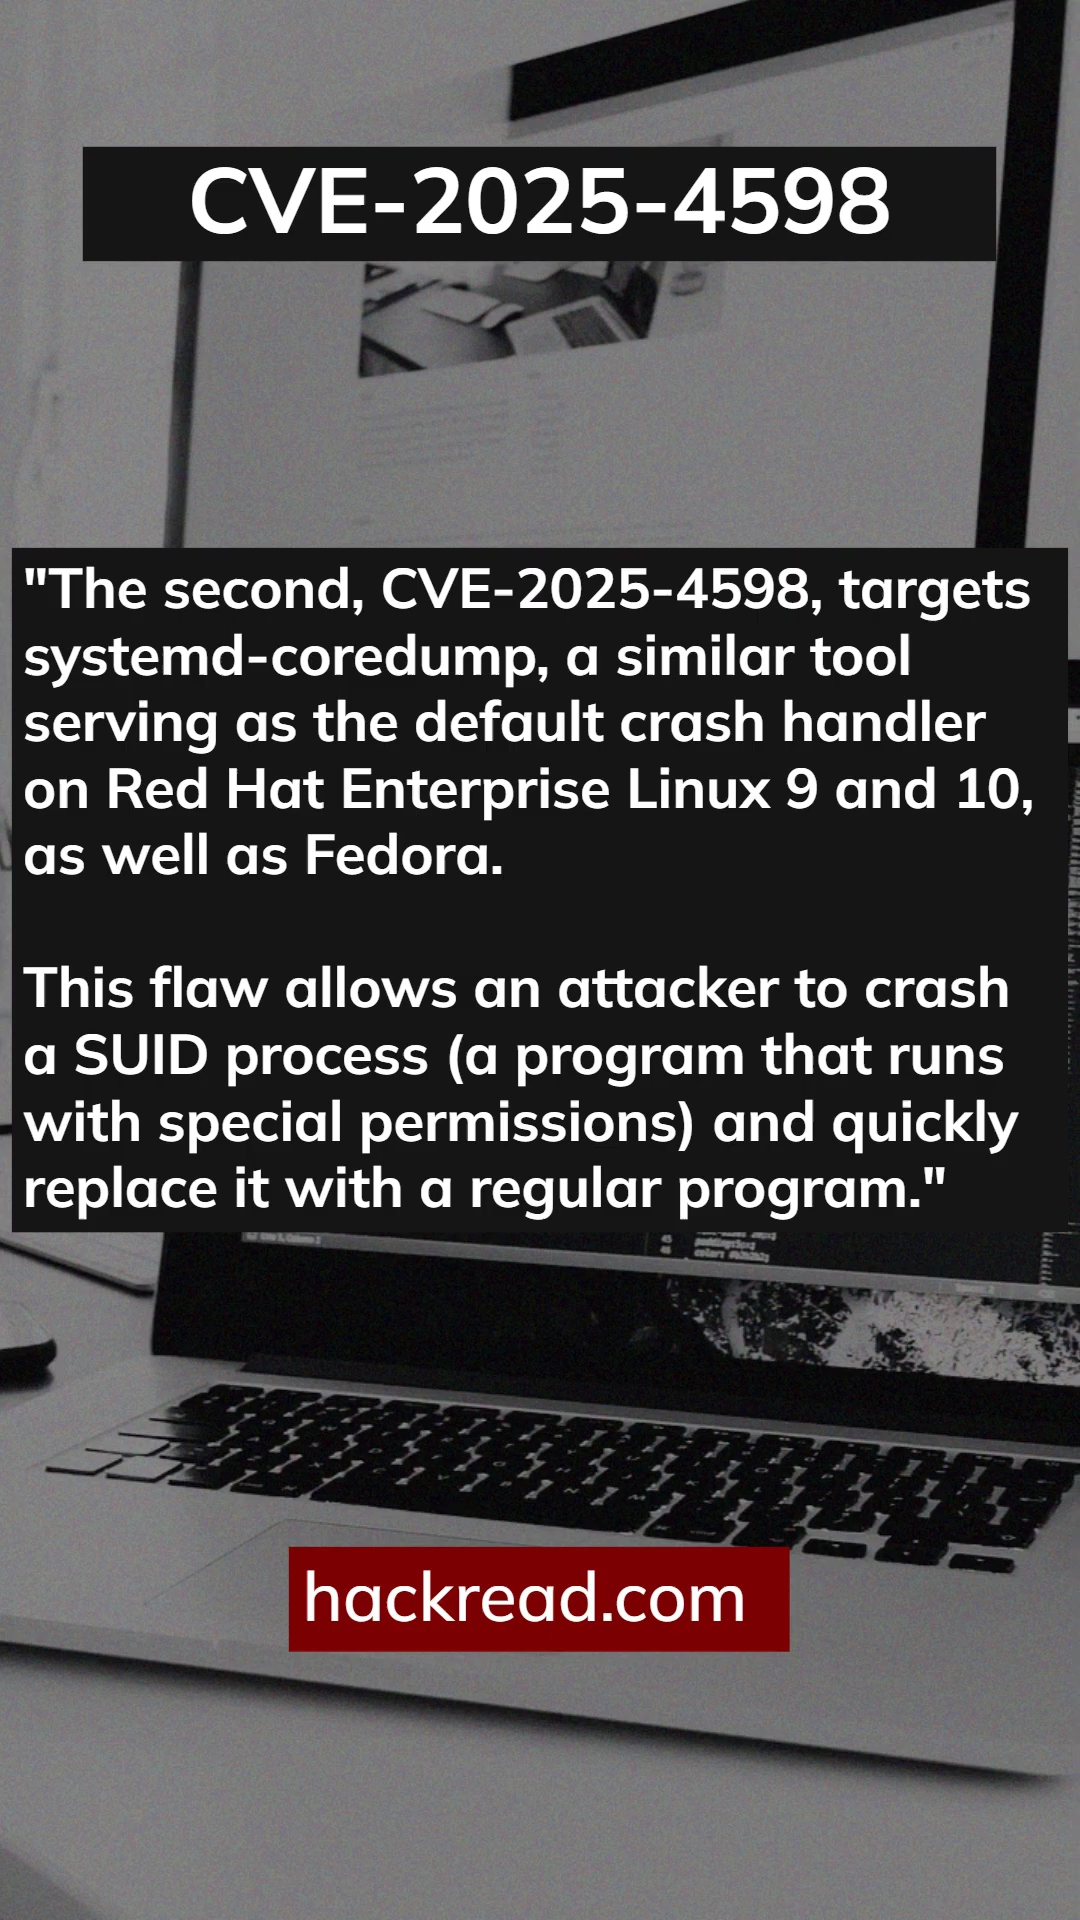 CVE-2025-4598
"The second, CVE-2025-4598, targets
systemd-coredump, a similar tool
serving as the default crash handler
on Red Hat Enterprise Linux 9 and 10,
as well as Fedora.
This flaw allows an attacker to crash
a SUID process (a program that runs
with special permissions) and quickly
replace it with a regular program."
hackread.com